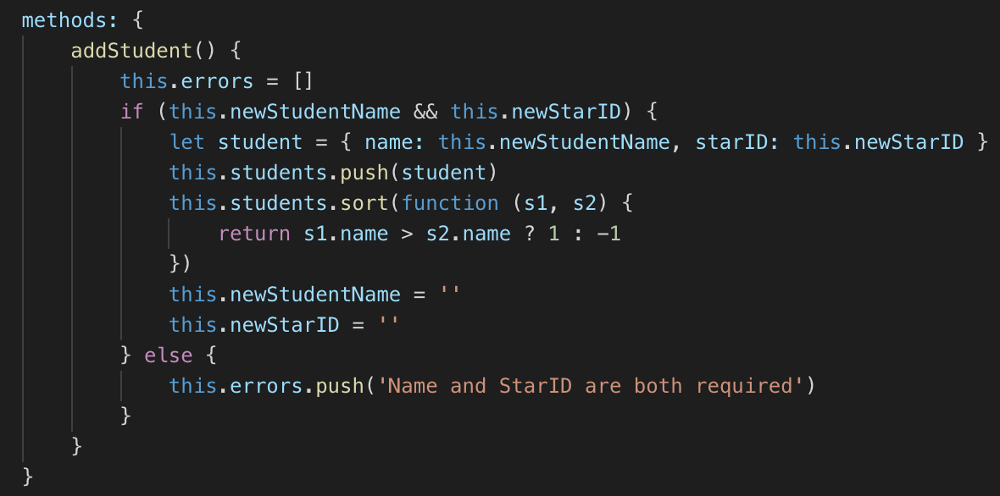 methods: {
    addStudent() {
        this.errors = []
        if (this.newStudentName && this.newStarID) {
            let student = { name: this.newStudentName, starID: this.newStarID }
            this.students.push(student)
            this.students.sort(function (s1, s2) {
                return s1.name > s2.name ? 1 : -1
            })
            this.newStudentName = ''
            this.newStarID = ''
        } else {
            this.errors.push('Name and StarID are both required')
        }
    }
}